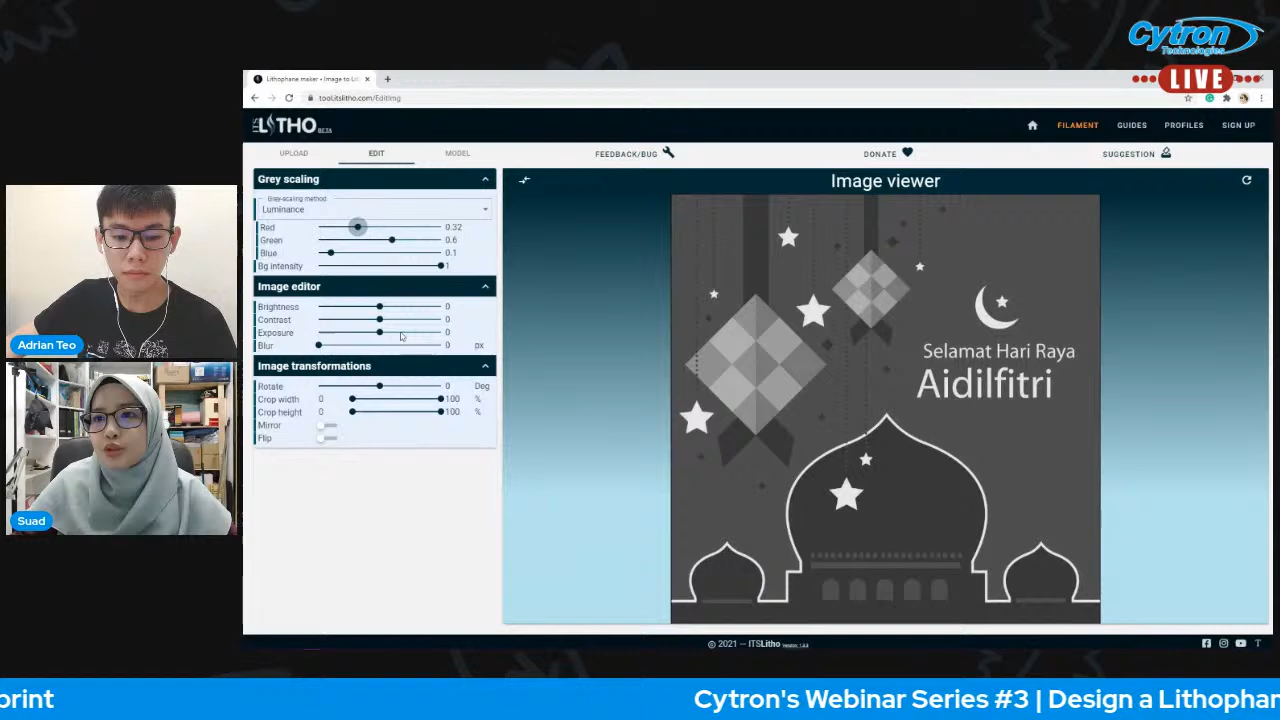 Cytron
Technologies
LIVE
Lithophane maker - Image to Lit
tool.itslitho.com/EditImg
ITS LITHO BETA
FILAMENT
GUIDES
PROFILES
SIGN UP
UPLOAD
EDIT
MODEL
FEEDBACK/BUG
DONATE
SUGGESTION
Grey scaling
Grey-scaling method
Luminance
Red 0.32
Green 0.6
Blue 0.1
Bg intensity 1
Image editor
Brightness 0
Contrast 0
Exposure 0
Blur 0 px
Image transformations
Rotate 0 Deg
Crop width 0 100 %
Crop height 0 100 %
Mirror
Flip
Image viewer
Selamat Hari Raya
Aidilfitri
Adrian Teo
Suad
© 2021 — ITSLitho
print
Cytron's Webinar Series #3 | Design a Lithophan